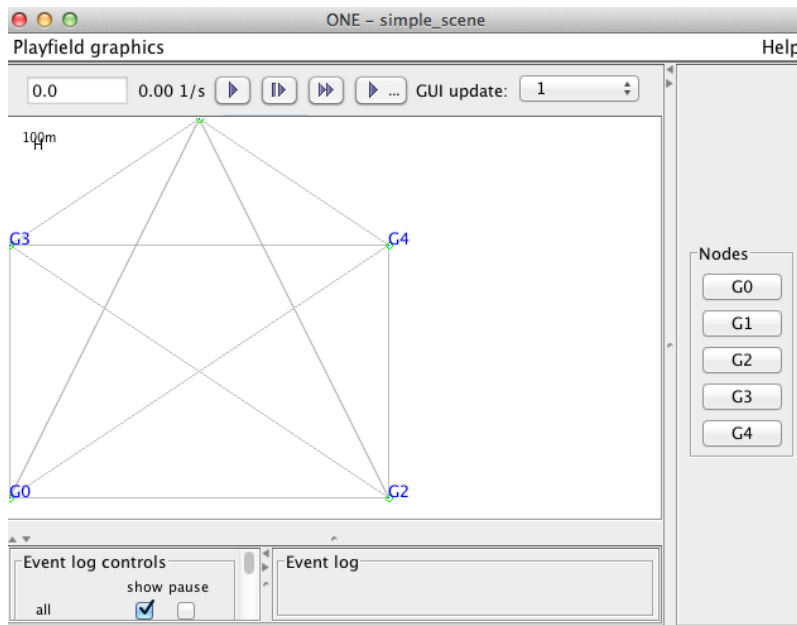 ONE – simple_scene
Playfield graphics Help
0.0 0.00 1/s ... GUI update: 1
100m
G3 G4
G0 G2
Nodes
G0
G1
G2
G3
G4
Event log controls
show pause
all
Event log